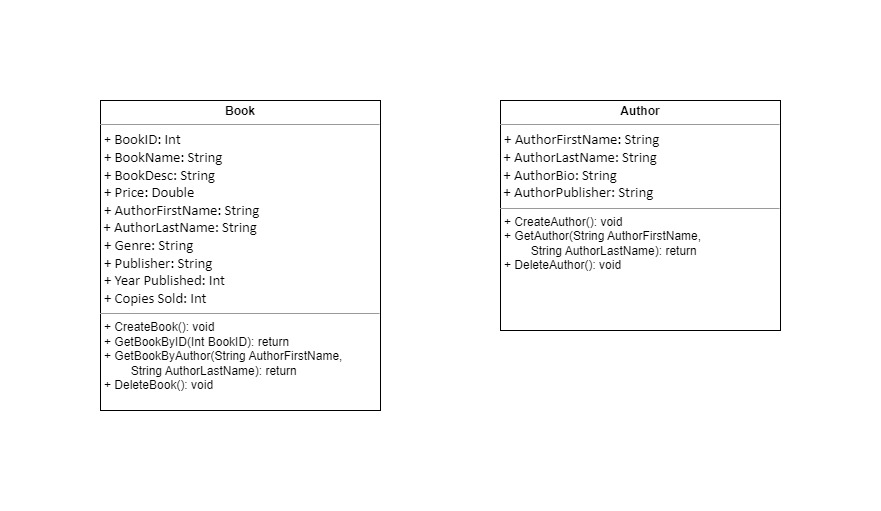 Book
+ BookID: Int
+ BookName: String
+ BookDesc: String
+ Price: Double
+ AuthorFirstName: String
+ AuthorLastName: String
+ Genre: String
+ Publisher: String
+ Year Published: Int
+ Copies Sold: Int
+ CreateBook(): void
+ GetBookByID(Int BookID): return
+ GetBookByAuthor(String AuthorFirstName,
String AuthorLastName): return
+ DeleteBook(): void
Author
+ AuthorFirstName: String
+ AuthorLastName: String
+ AuthorBio: String
+ AuthorPublisher: String
+ CreateAuthor(): void
+ GetAuthor(String AuthorFirstName,
String AuthorLastName): return
+ DeleteAuthor(): void